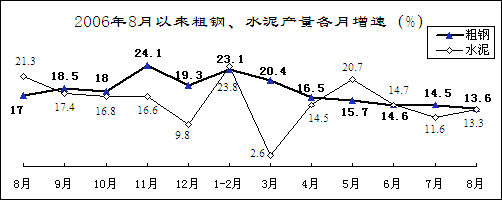 2006年8月以来粗钢、水泥产量各月增速（%）
粗钢
水泥
21.3 17.4 16.8 16.6 9.8 23.8 2.6 14.5 20.7 14.7 11.6 13.3
17 18.5 18 24.1 19.3 23.1 20.4 16.5 15.7 14.6 14.5 13.6
8月 9月 10月 11月 12月 1-2月 3月 4月 5月 6月 7月 8月